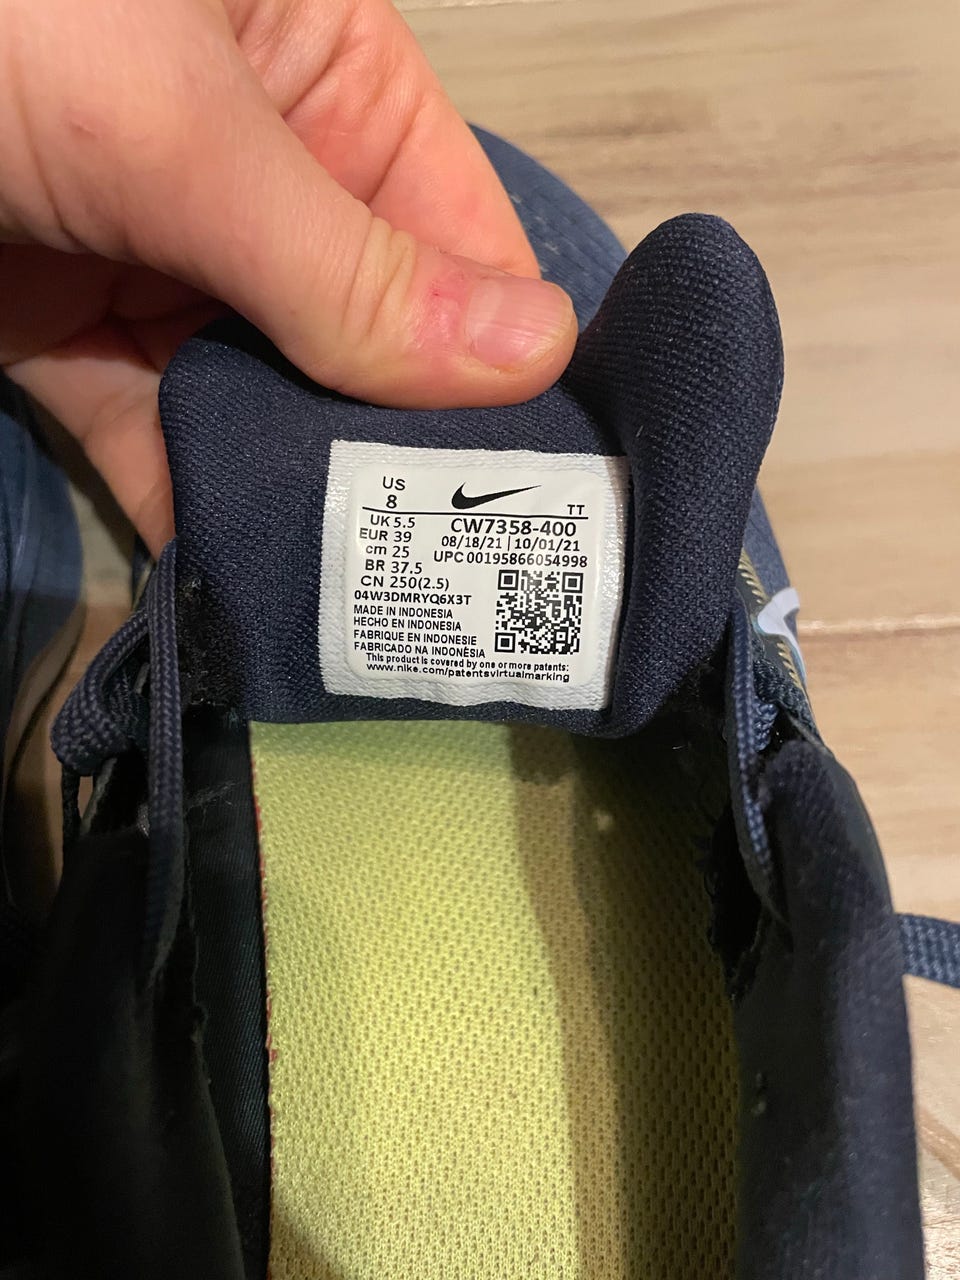 US
8
TT
UK 5.5
EUR 39
cm 25
BR 37.5
CN 250(2.5)
CW7358-400
08/18/21 | 10/01/21
UPC 00195866054998
04W3DMRYQ6X3T
MADE IN INDONESIA
HECHO EN INDONESIA
FABRIQUE EN INDONESIE
FABRICADO NA INDONÈSIA
This product is covered by one or more patents:
www.nike.com/patentsvirtualmarking